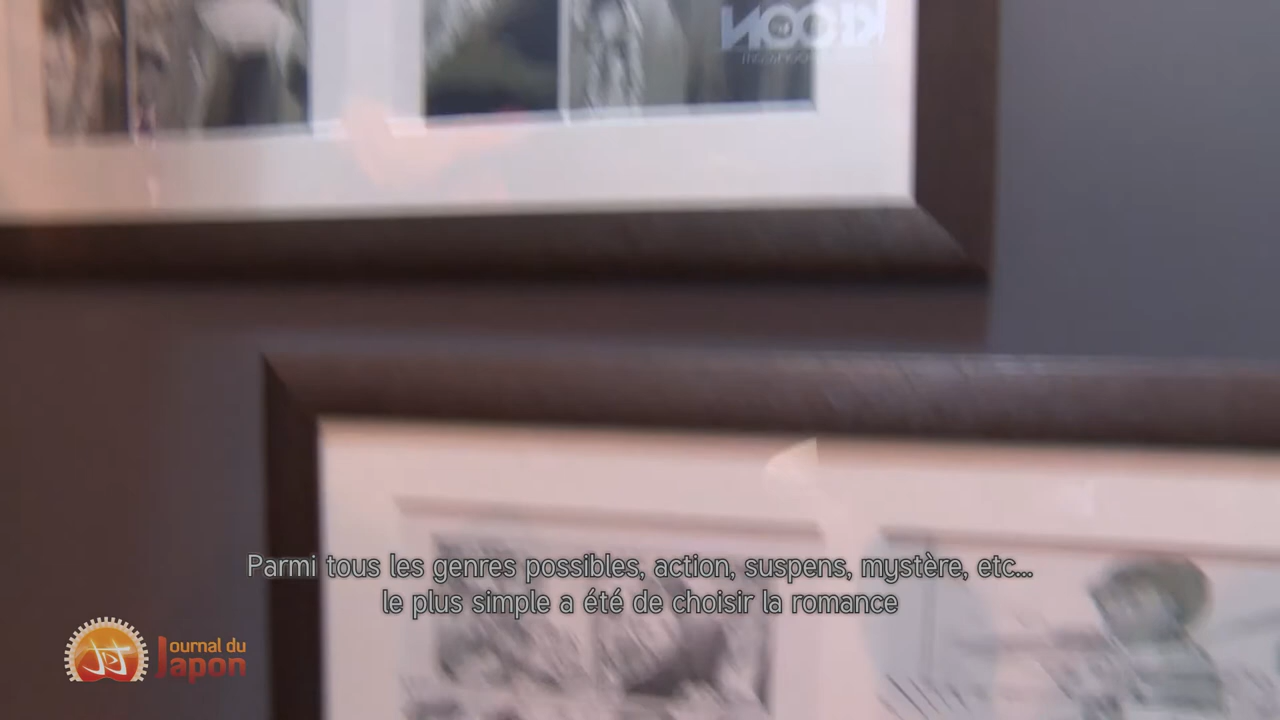 Parmi tous les genres possibles, action, suspens, mystère, etc...
le plus simple a été de choisir la romance
JDJ
Journal du
Japon